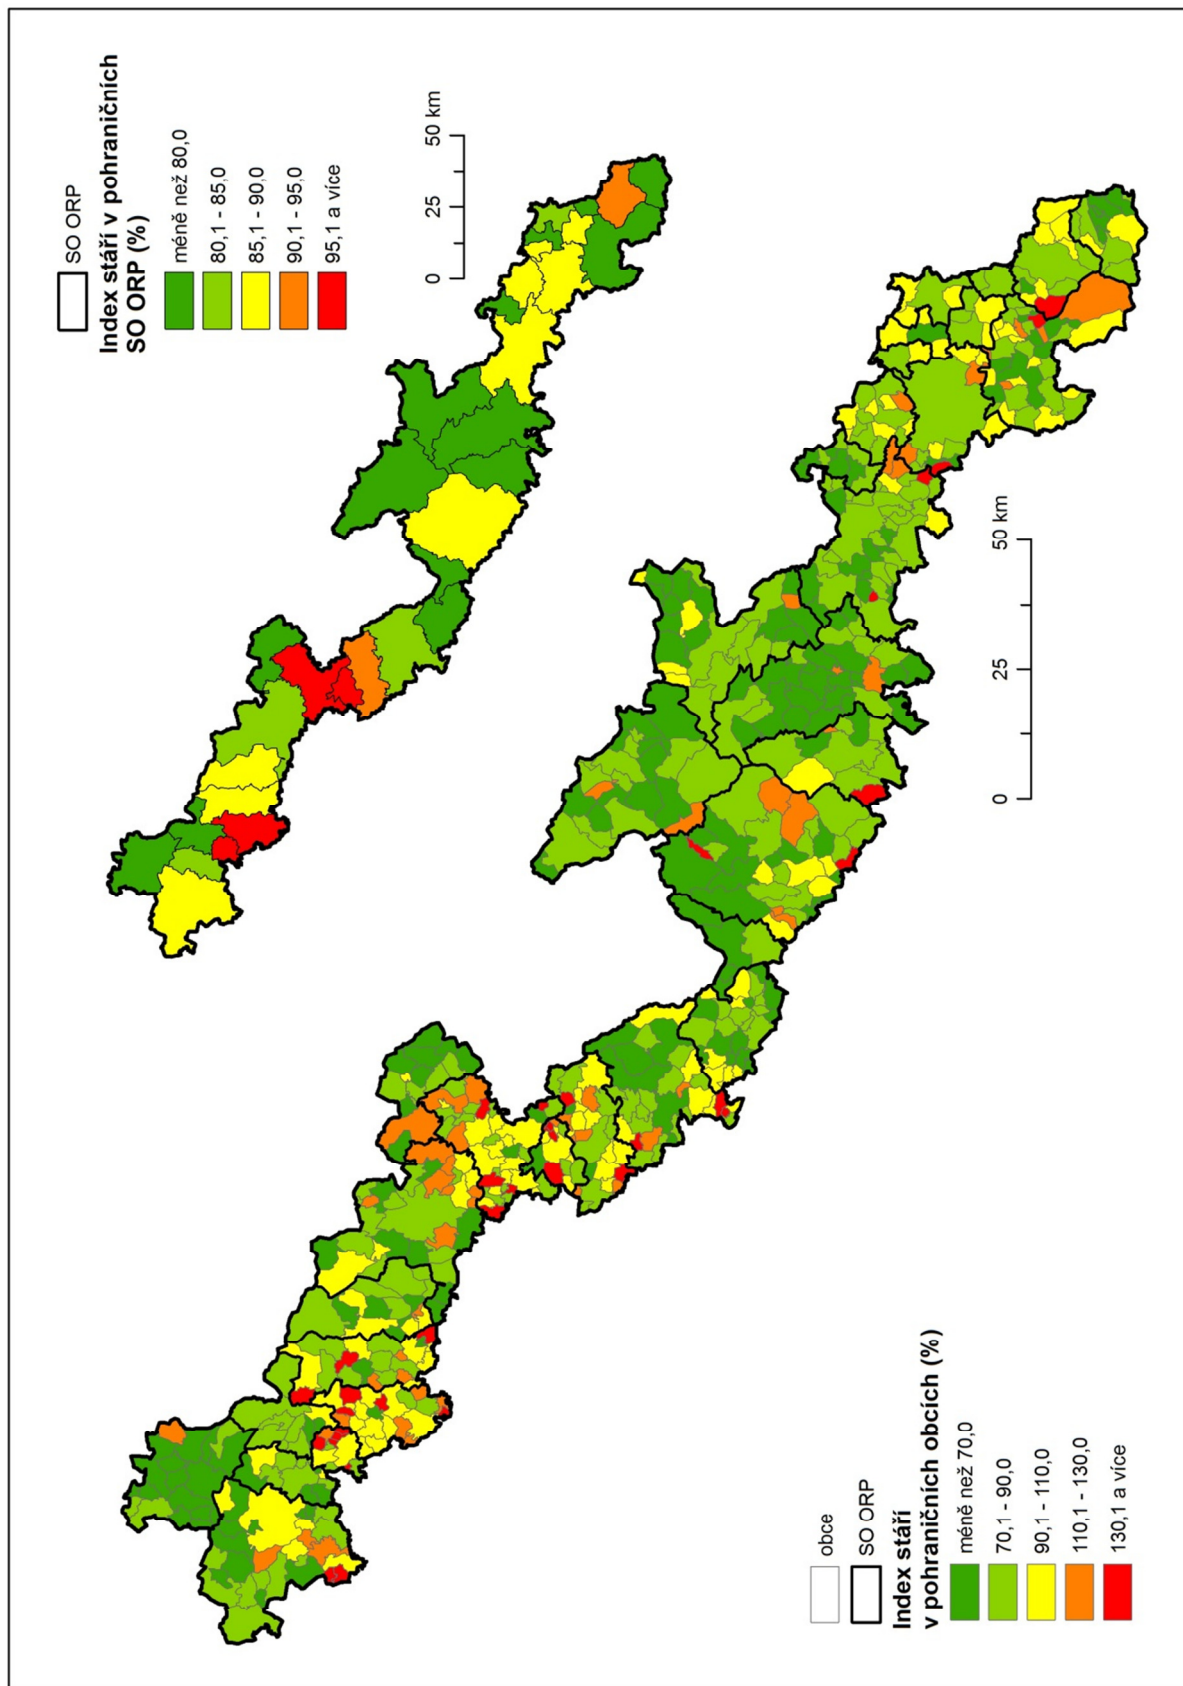 SO ORP
Index stáří v pohraničních
SO ORP (%)
méně než 80,0
80,1 - 85,0
85,1 - 90,0
90,1 - 95,0
95,1 a více
0 25 50 km
0 25 50 km
obce
SO ORP
Index stáří
v pohraničních obcích (%)
méně než 70,0
70,1 - 90,0
90,1 - 110,0
110,1 - 130,0
130,1 a více